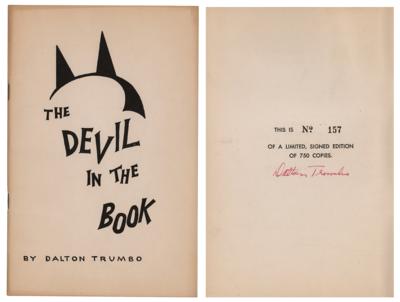 THE
DEVIL
IN THE
BOOK
BY DALTON TRUMBO
THIS IS Nº 157
OF A LIMITED, SIGNED EDITION
OF 750 COPIES.
Dalton Trumbo